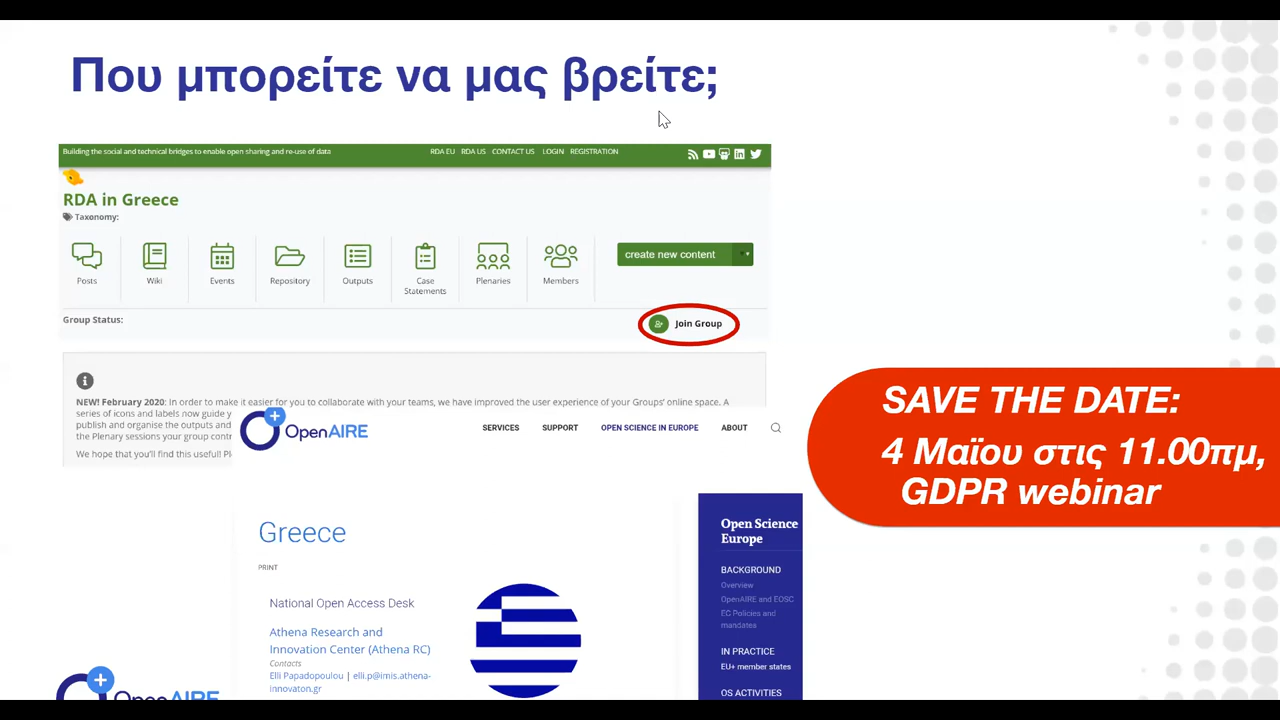 Που μπορείτε να μας βρείτε;
Building the social and technical bridges to enable open sharing and re-use of data
RDA EU RDA US CONTACT US LOGIN REGISTRATION
RDA in Greece
Taxonomy:
Posts
Wiki
Events
Repository
Outputs
Case
Statements
Plenaries
Members
create new content
Group Status:
Join Group
NEW! February 2020: In order to make it easier for you to collaborate with your teams, we have improved the user experience of your Groups' online space. A
series of icons and labels now guide y
publish and organise the outputs and
the Plenary sessions your group contr
We hope that you'll find this useful! Pl
OpenAIRE
SERVICES SUPPORT OPEN SCIENCE IN EUROPE ABOUT
SAVE THE DATE:
4 Μαϊου στις 11.00πμ,
GDPR webinar
Greece
PRINT
National Open Access Desk
Athena Research and
Innovation Center (Athena RC)
Contacts
Elli Papadopoulou | elli.p@imis.athena-
innovaton.gr
Open Science
Europe
BACKGROUND
Overview
OpenAIRE and EOSC
EC Policies and
mandates
IN PRACTICE
EU+ member states
OS ACTIVITIES
OpenAIRE